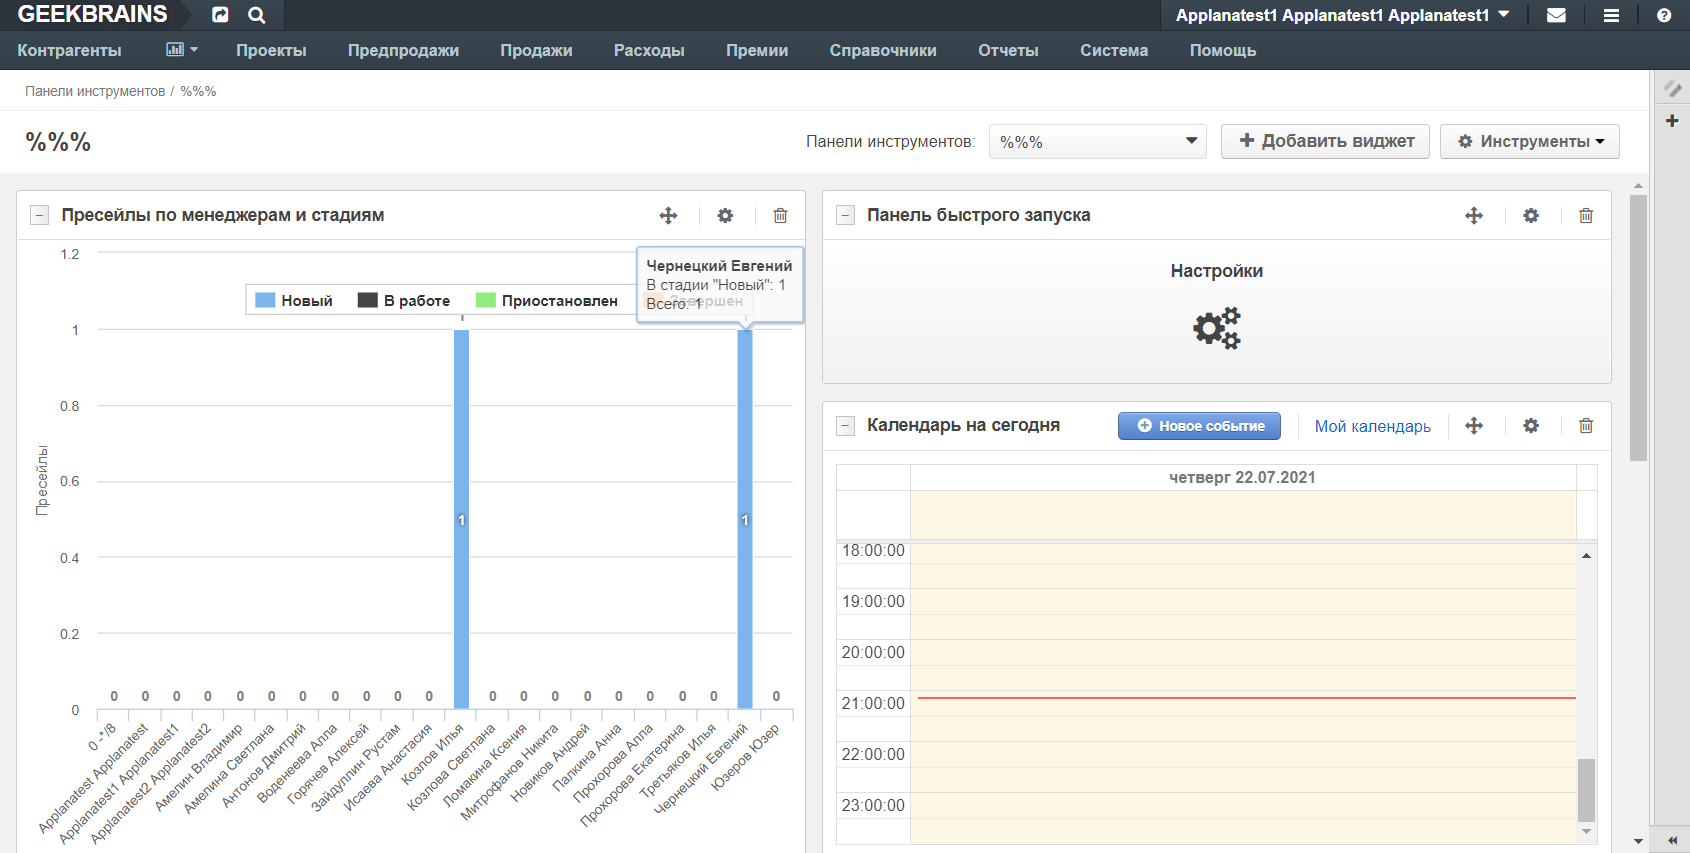 GEEKBRAINS
Applanatest1 Applanatest1 Applanatest1
Контрагенты Проекты Предпродажи Продажи Расходы Премии Справочники Отчеты Система Помощь
Панели инструментов / %%%
%%%
Панели инструментов: %%% Добавить виджет Инструменты
Пресейлы по менеджерам и стадиям
1.2
1
0.8
0.6
0.4
0.2
0
Пресейлы
Новый В работе Приостановлен Завершен
Чернецкий Евгений
В стадии "Новый": 1
Всего: 1
1 1
0 0 0 0 0 0 0 0 0 0 0 0 0 0 0 0 0 0 0 0 0
0 -*/8
Applanatest Applanatest
Applanatest1 Applanatest1
Applanatest2 Applanatest2
Амелин Владимир
Амелина Светлана
Антонов Дмитрий
Воденеева Алла
Горячев Алексей
Зайдуллин Рустам
Исаева Анастасия
Козлов Илья
Козлова Светлана
Ломакина Ксения
Митрофанов Никита
Новиков Андрей
Палкина Анна
Прохорова Алла
Прохорова Екатерина
Третьяков Илья
Чернецкий Евгений
Юзеров Юзер
Панель быстрого запуска
Настройки
Календарь на сегодня Новое событие Мой календарь
четверг 22.07.2021
18:00:00
19:00:00
20:00:00
21:00:00
22:00:00
23:00:00